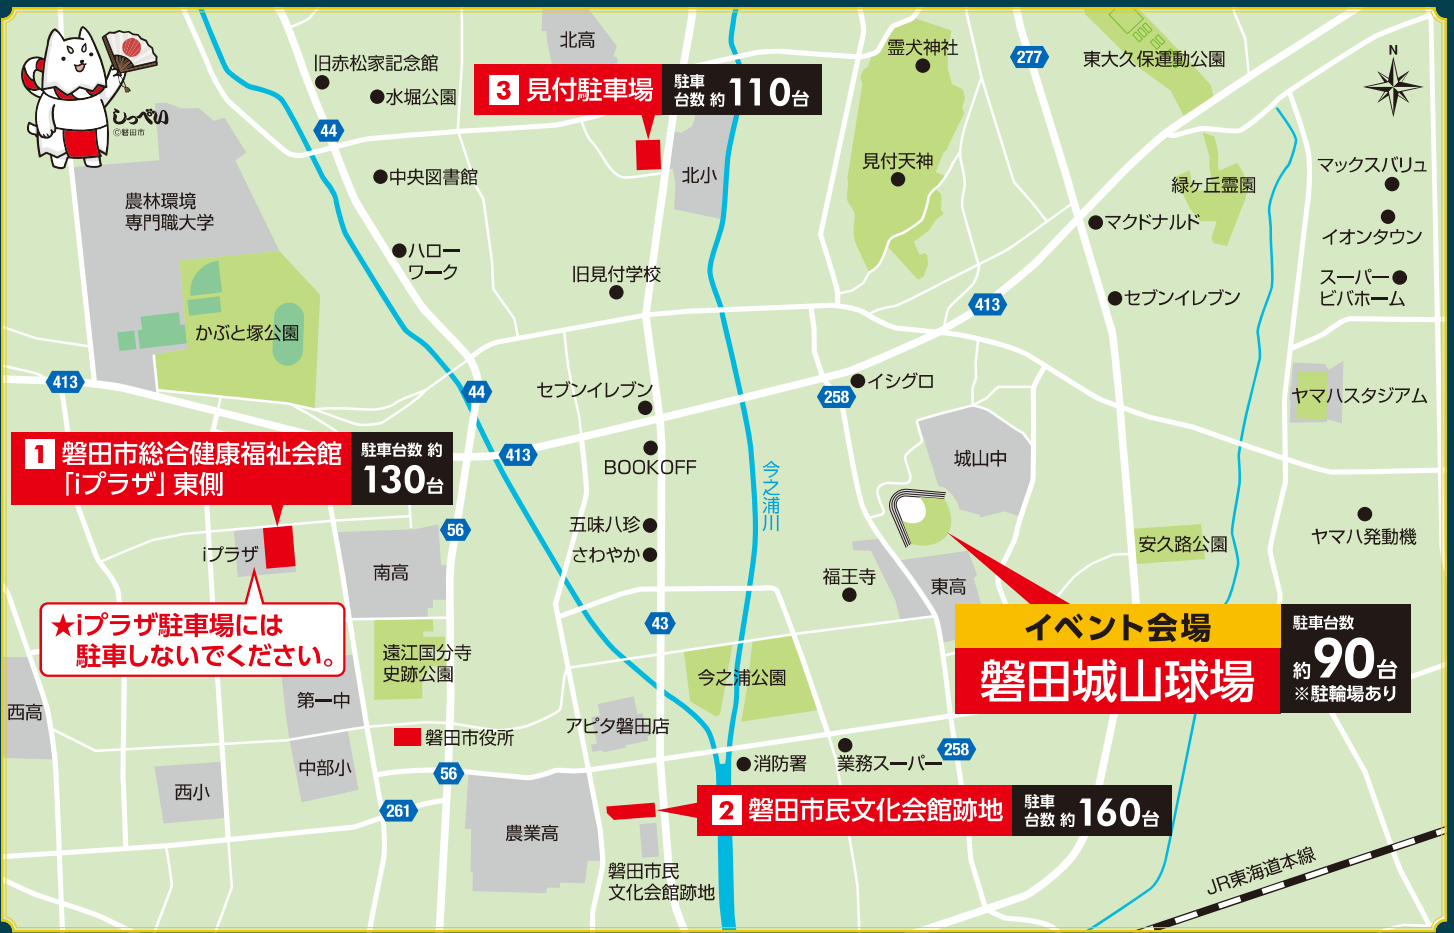 しっぺい
©磐田市
旧赤松家記念館
水堀公園
北高
3 見付駐車場
駐車
台数 約110台
霊犬神社
277
東大久保運動公園
N
44
中央図書館
北小
見付天神
緑ヶ丘霊園
マックスバリュ
農林環境
専門職大学
マクドナルド
イオンタウン
ハロー
ワーク
旧見付学校
スーパー
ビバホーム
413
セブンイレブン
かぶと塚公園
413
44
セブンイレブン
258
イシグロ
ヤマハスタジアム
1 磐田市総合健康福祉会館
「iプラザ」東側
駐車台数 約
130台
413
BOOKOFF
今之浦川
城山中
五味八珍
さわやか
56
iプラザ
南高
福王寺
東高
安久路公園
ヤマハ発動機
★iプラザ駐車場には
駐車しないでください。
43
イベント会場
磐田城山球場
駐車台数
約90台
※駐輪場あり
遠江国分寺
史跡公園
今之浦公園
西高
第一中
アピタ磐田店
磐田市役所
中部小
56
消防署
業務スーパー
258
西小
261
2 磐田市民文化会館跡地
駐車
台数 約160台
農業高
磐田市民
文化会館跡地
JR東海道本線